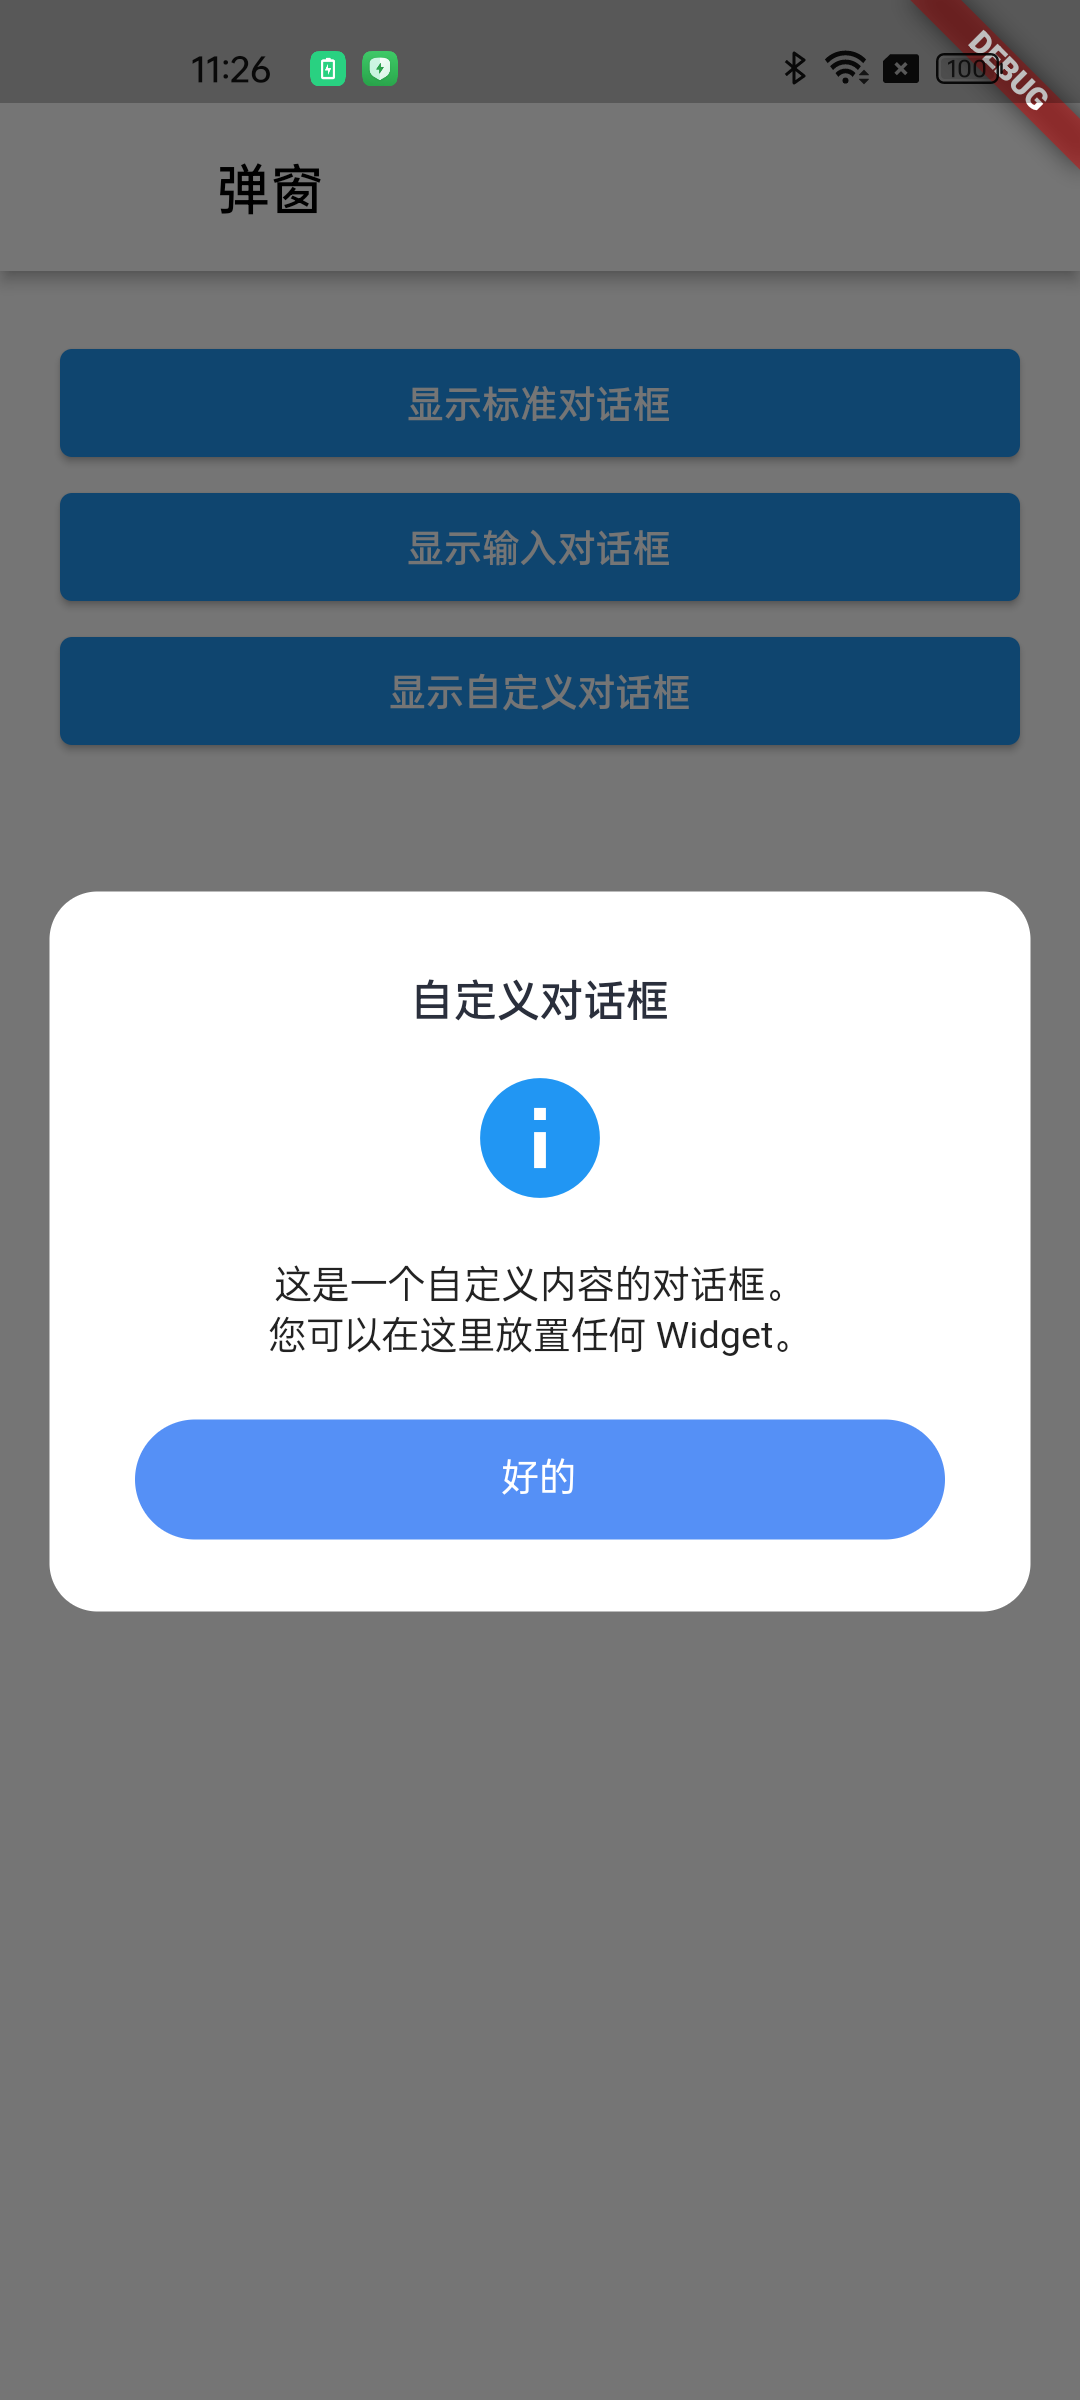 11:26
100
DEBUG
弹窗
显示标准对话框
显示输入对话框
显示自定义对话框
自定义对话框
这是一个自定义内容的对话框。
您可以在这里放置任何 Widget。
好的